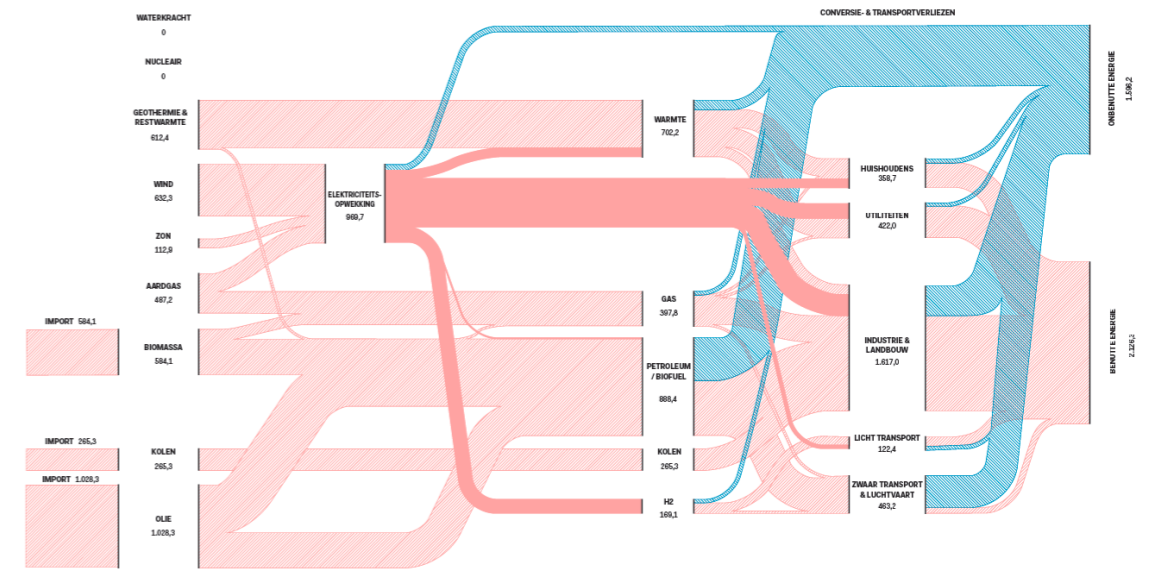 CONVERSIE- & TRANSPORTVERLIEZEN
WATERKRACHT
0
NUCLEAIR
0
GEOTHERMIE &
RESTWARMTE
612,4
WIND
632,3
ZON
112,9
AARDGAS
487,2
IMPORT 584,1
BIOMASSA
584,1
IMPORT 265,3
KOLEN
265,3
IMPORT 1.028,3
OLIE
1.028,3
ELEKTRICITEITS-
OPWEKKING
969,7
WARMTE
702,2
GAS
397,8
PETROLEUM
/ BIOFUEL
888,4
KOLEN
265,3
H2
169,1
HUISHOUDENS
358,7
UTILITEITEN
422,0
INDUSTRIE &
LANDBOUW
1.617,0
LICHT TRANSPORT
122,4
ZWAAR TRANSPORT
& LUCHTVAART
463,2
ONBENUTTE ENERGIE
1.596,2
BENUTTE ENERGIE